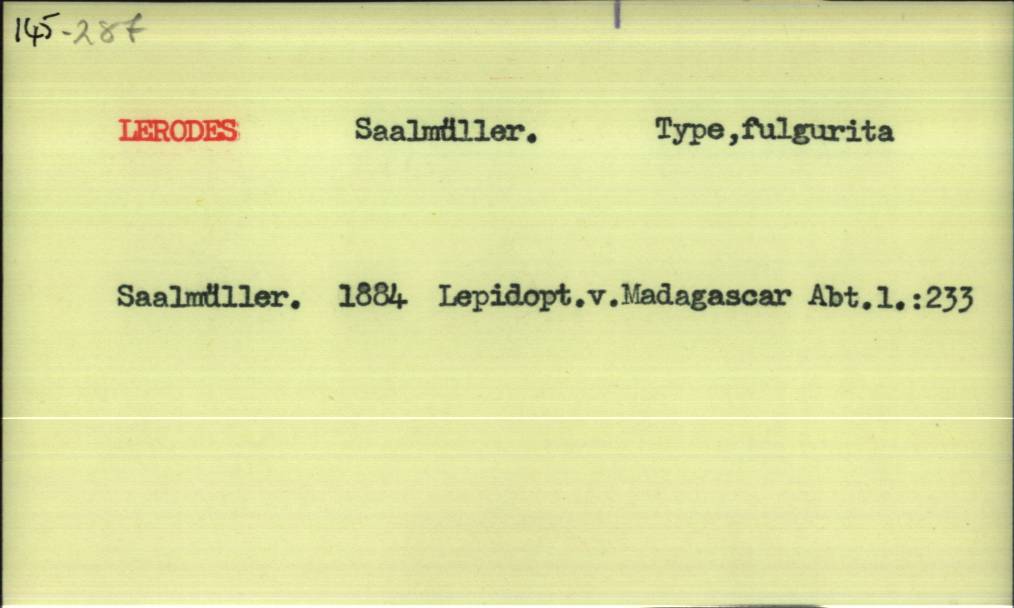 145-287
LERODES Saalmüller. Type,fulgurita
Saalmüller. 1884 Lepidopt.v.Madagascar Abt.1.:233